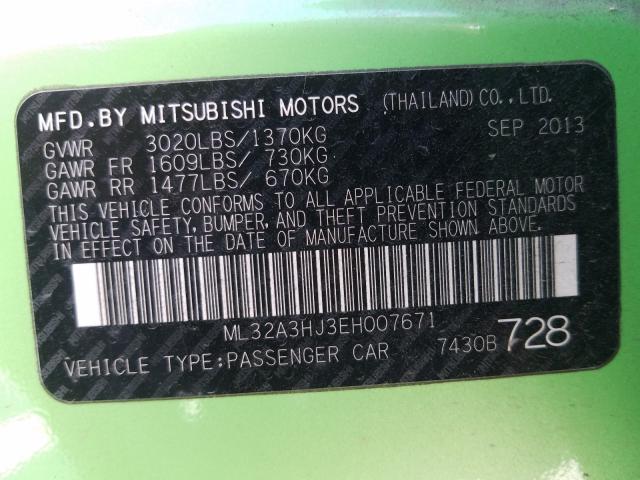 MFD.BY MITSUBISHI MOTORS (THAILAND)CO.,LTD.
GVWR 3020LBS/1370KG SEP 2013
GAWR FR 1609LBS/ 730KG
GAWR RR 1477LBS/ 670KG
THIS VEHICLE CONFORMS TO ALL APPLICABLE FEDERAL MOTOR
VEHICLE SAFETY, BUMPER, AND THEFT PREVENTION STANDARDS
IN EFFECT ON THE DATE OF MANUFACTURE SHOWN ABOVE.
ML32A3HJ3EH007671
VEHICLE TYPE:PASSENGER CAR 7430B 728